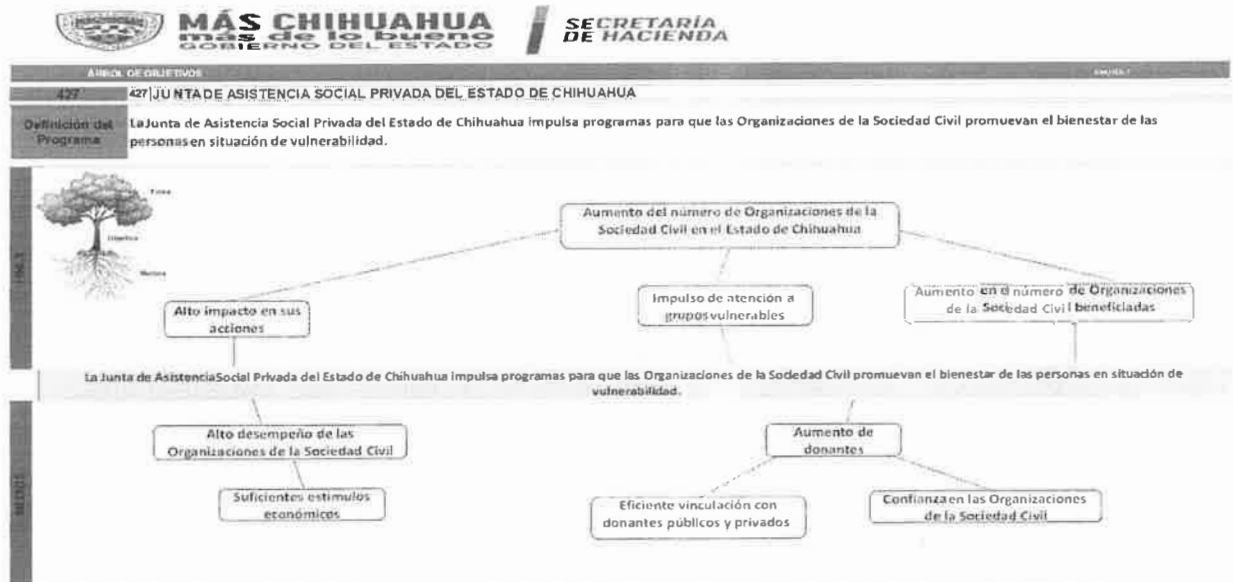 MÁS CHIHUAHUA
más de lo bueno
GOBIERNO DEL ESTADO
SECRETARÍA
DE HACIENDA
ÁRBOL DE OBJETIVOS
427
427 JUNTA DE ASISTENCIA SOCIAL PRIVADA DEL ESTADO DE CHIHUAHUA
Definición del
Programa
La Junta de Asistencia Social Privada del Estado de Chihuahua impulsa programas para que las Organizaciones de la Sociedad Civil promuevan el bienestar de las
personas en situación de vulnerabilidad.
Aumento del número de Organizaciones de la
Sociedad Civil en el Estado de Chihuahua
Alto impacto en sus
acciones
Impulso de atención a
grupos vulnerables
Aumento en el número de Organizaciones
de la Sociedad Civil beneficiadas
La Junta de Asistencia Social Privada del Estado de Chihuahua impulsa programas para que las Organizaciones de la Sociedad Civil promuevan el bienestar de las personas en situación de
vulnerabilidad.
MEDIOS
Alto desempeño de las
Organizaciones de la Sociedad Civil
Aumento de
donantes
Suficientes estímulos
económicos
Eficiente vinculación con
donantes públicos y privados
Confianza en las Organizaciones
de la Sociedad Civil